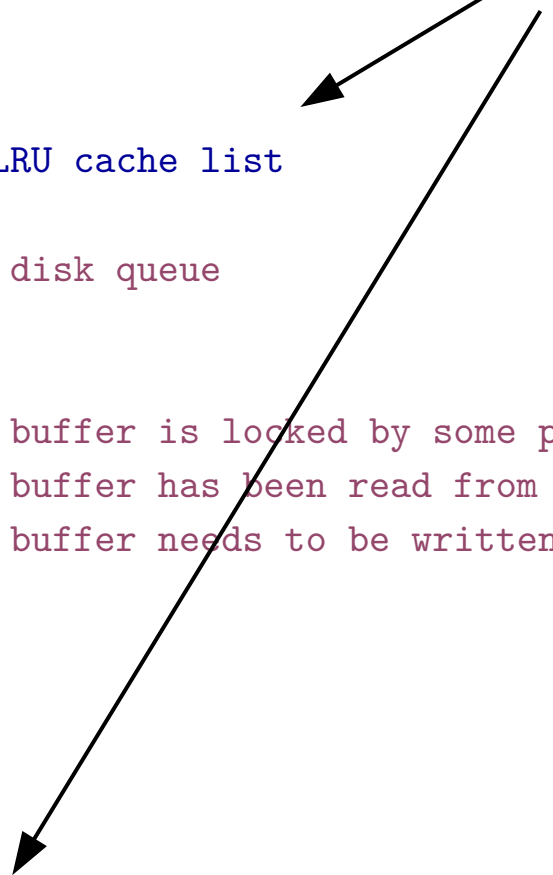 LRU cache list
disk queue
buffer is locked by some p
buffer has been read from
buffer needs to be written